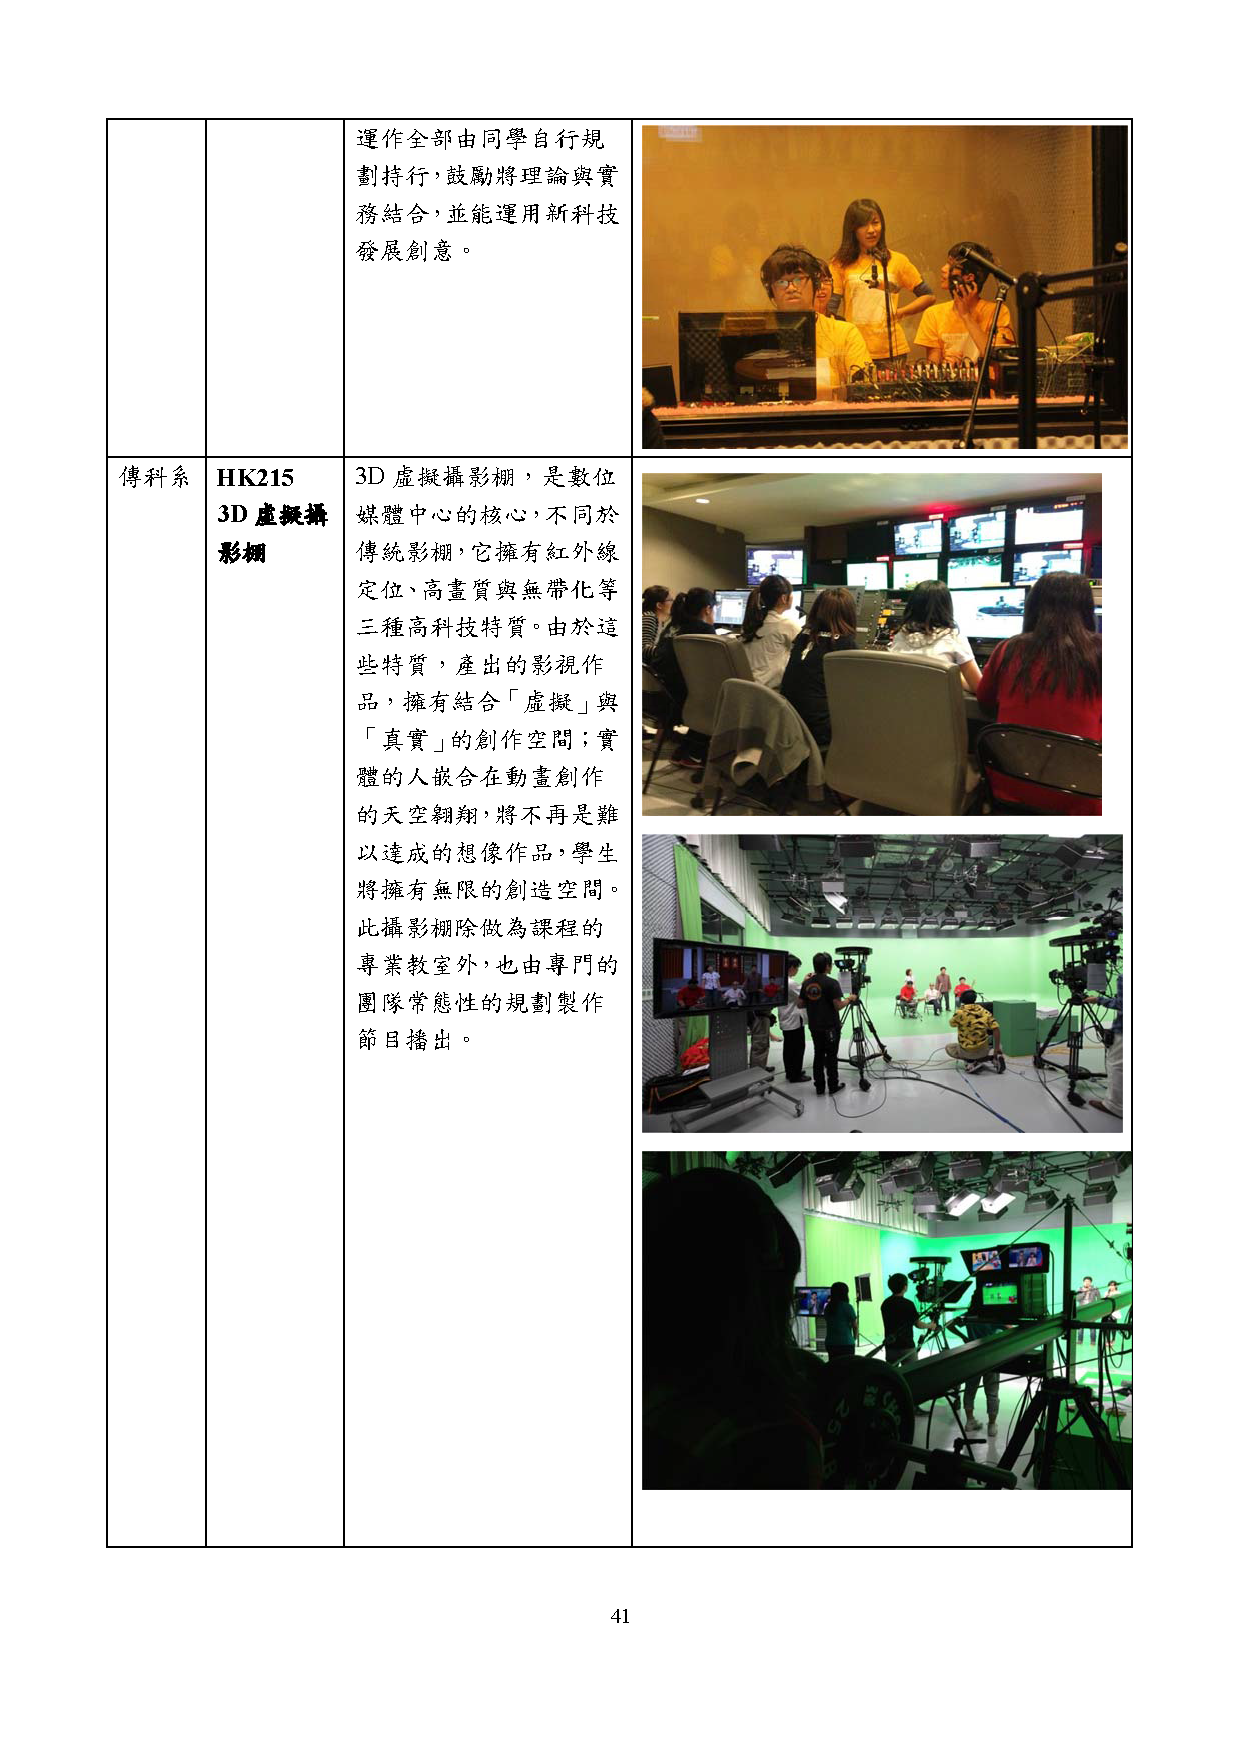 運作全部由同學自行規
劃持行，鼓勵將理論與實
務結合，並能運用新科技
發展創意。
傳科系
HK215
3D 虛擬攝
影棚
3D 虛擬攝影棚，是數位
媒體中心的核心，不同於
傳統影棚，它擁有紅外線
定位、高畫質與無帶化等
三種高科技特質。由於這
些特質，產出的影視作
品，擁有結合「虛擬」與
「真實」的創作空間；實
體的人嵌合在動畫創作
的天空翱翔，將不再是難
以達成的想像作品，學生
將擁有無限的創造空間。
此攝影棚除做為課程的
專業教室外，也由專門的
團隊常態性的規劃製作
節目播出。
41